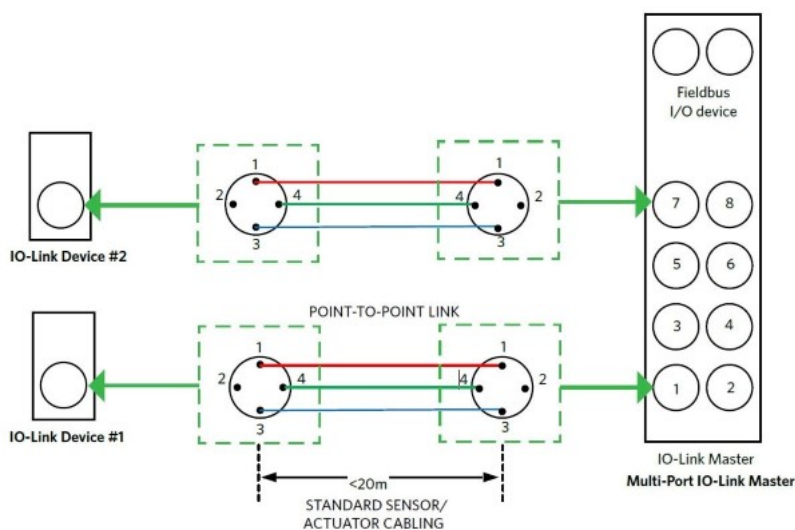 Fieldbus
I/O device
1
1
2
4
4
2
3
3
7
8
IO-Link Device #2
5
6
POINT-TO-POINT LINK
3
4
1
1
2
4
4
2
3
3
1
2
IO-Link Device #1
<20m
STANDARD SENSOR/
ACTUATOR CABLING
IO-Link Master
Multi-Port IO-Link Master